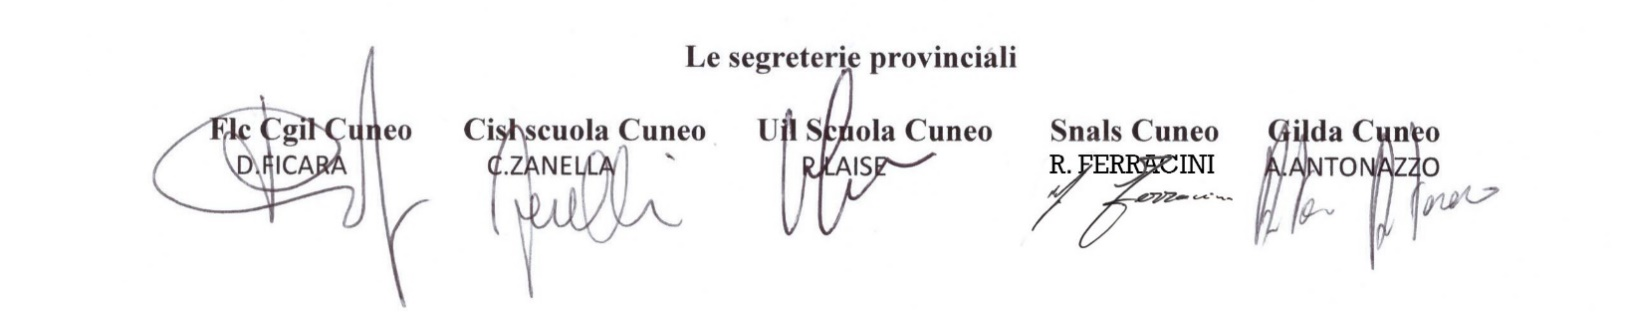 Le segreterie provinciali
Flc Cgil Cuneo Cisl scuola Cuneo Uil Scuola Cuneo Snals Cuneo Gilda Cuneo
D.FICARA C.ZANELLA R.LAISE R. FERRACINI A.ANTONAZZO